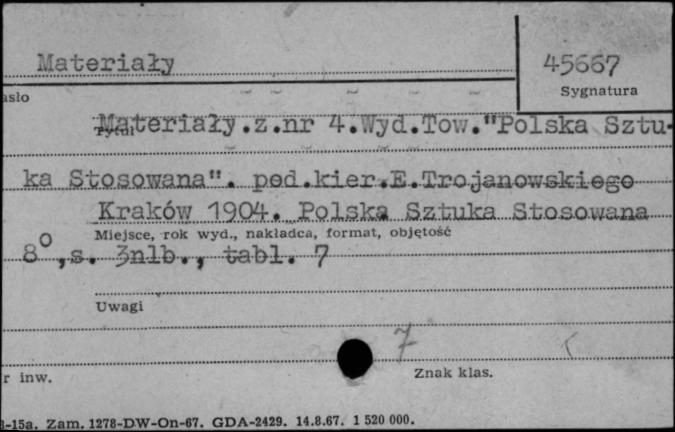 Materiały
45667
asło
Sygnatura
Materiały.z.nr 4.Wyd.Tow."Polska Sztu-
Tytuł
ka Stosowana". pod.kier.E.Trojanowskiego
Kraków 1904. Polska Sztuka Stosowana
Miejsce, rok wyd., nakładca, format, objętość
8⁰,s. 3nlb., tabl. 7
Uwagi
7
r inw.
Znak klas.
-15a. Zam. 1278-DW-On-67. GDA-2429. 14.8.67. 1 520 000.